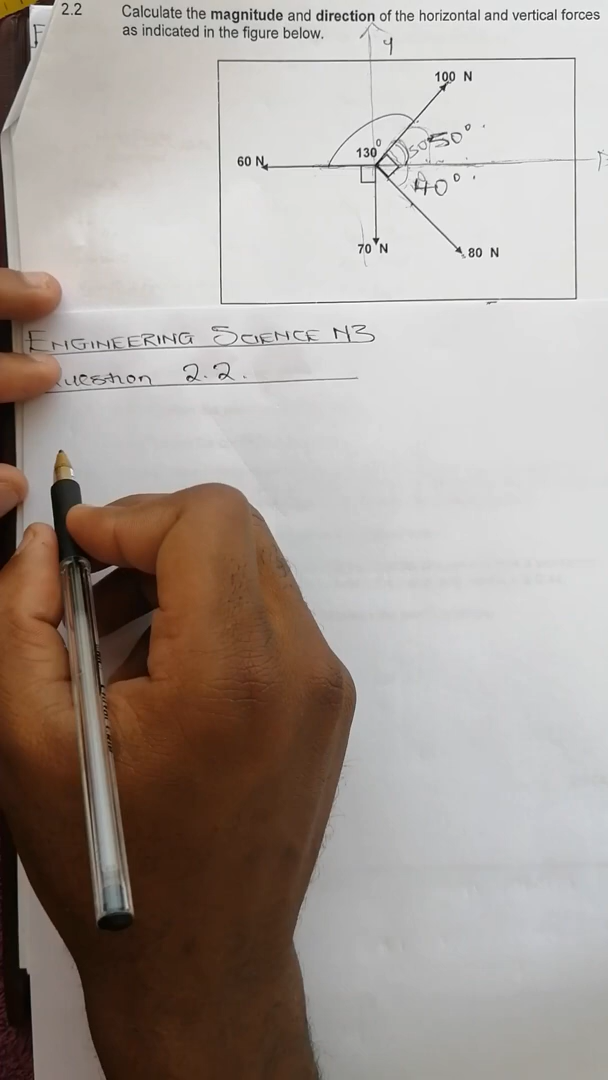 2.2 Calculate the magnitude and direction of the horizontal and vertical forces
as indicated in the figure below.
y
100 N
130°
50°
50°
60 N
40°
70 N
80 N
ENGINEERING SCIENCE N3
Question 2.2.